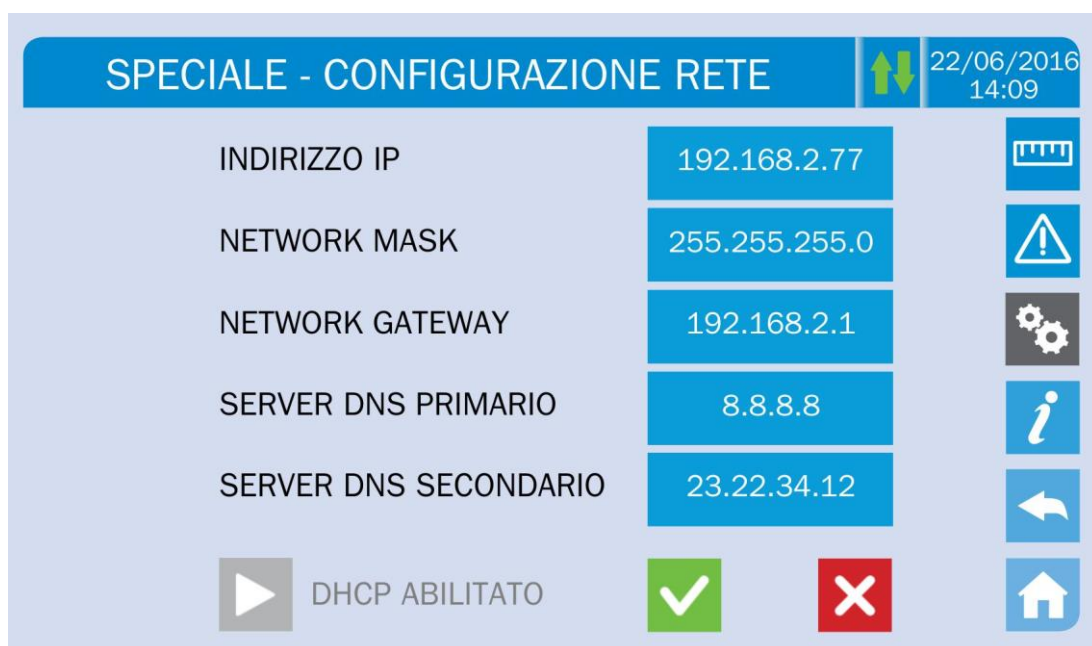 SPECIALE - CONFIGURAZIONE RETE
22/06/2016
14:09
INDIRIZZO IP 192.168.2.77
NETWORK MASK 255.255.255.0
NETWORK GATEWAY 192.168.2.1
SERVER DNS PRIMARIO 8.8.8.8
SERVER DNS SECONDARIO 23.22.34.12
DHCP ABILITATO